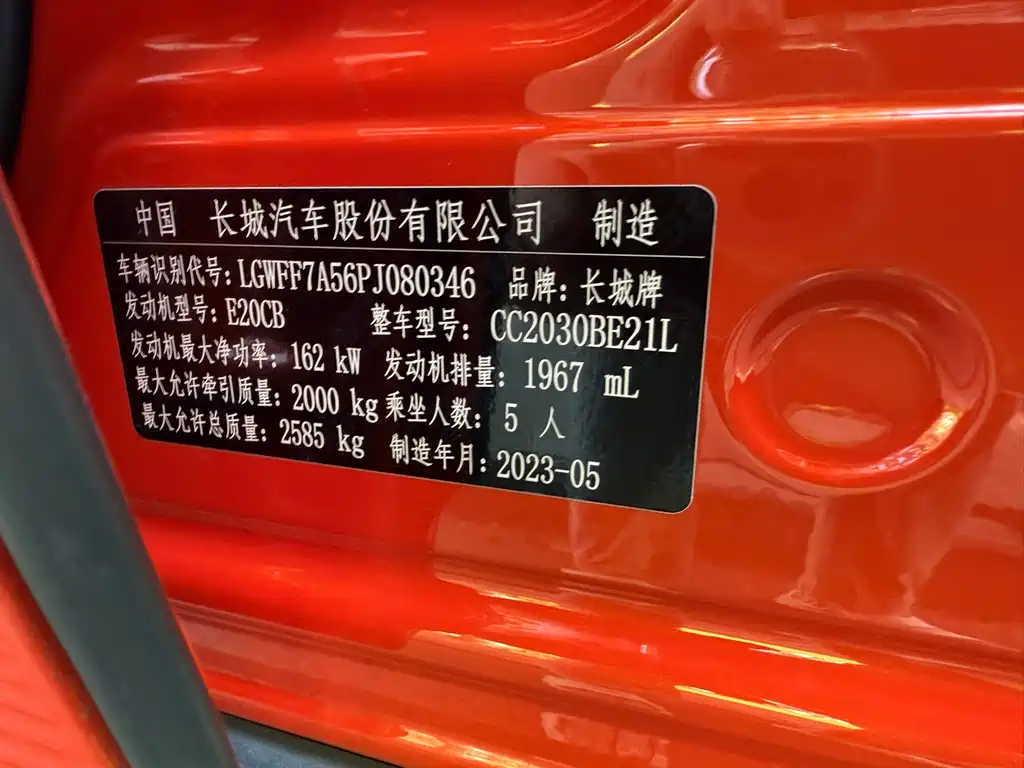 中国 长城汽车股份有限公司 制造
车辆识别代号: LGWFF7A56PJ080346 品牌: 长城牌
发动机型号: E20CB 整车型号: CC2030BE21L
发动机最大净功率: 162 kW 发动机排量: 1967 mL
最大允许牵引质量: 2000 kg 乘坐人数: 5 人
最大允许总质量: 2585 kg 制造年月: 2023-05